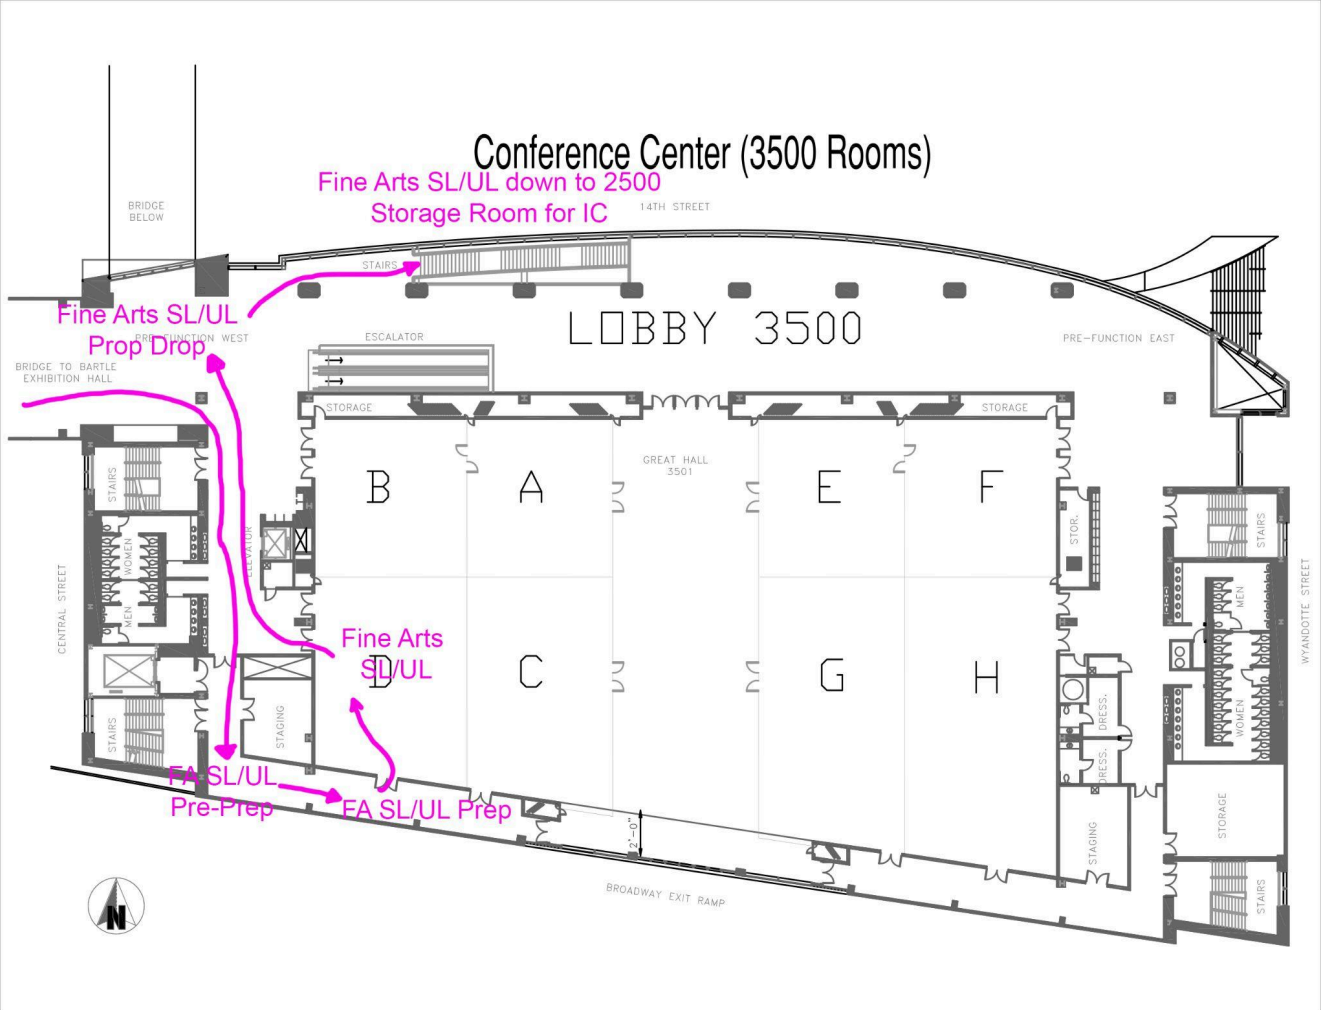 Conference Center (3500 Rooms)
Fine Arts SL/UL down to 2500
Storage Room for IC
14TH STREET
BRIDGE
BELOW
STAIRS
Fine Arts SL/UL
Prop Drop
PRE-FUNCTION WEST
LOBBY 3500
PRE-FUNCTION EAST
ESCALATOR
BRIDGE TO BARTLE
EXHIBITION HALL
STORAGE
STORAGE
GREAT HALL
3501
B
A
E
F
STAIRS
STOR.
STAIRS
ELEVATOR
WOMEN
MEN
CENTRAL STREET
MEN
WYANDOTTE STREET
Fine Arts
SL/UL
D
C
G
H
STAIRS
STAGING
DRESS.
DRESS.
WOMEN
FA SL/UL
Pre-Prep
FA SL/UL Prep
2'-0"
STAGING
STORAGE
STAIRS
BROADWAY EXIT RAMP
N